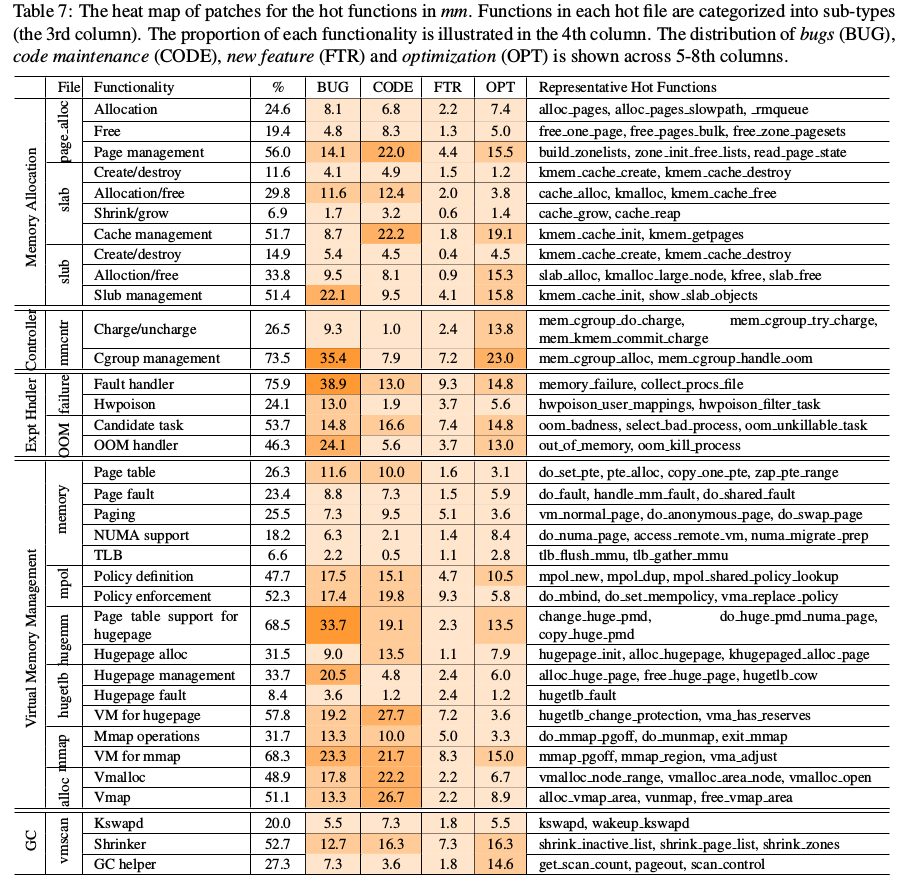 Table 7: The heat map of patches for the hot functions in mm. Functions in each hot file are categorized into sub-types
(the 3rd column). The proportion of each functionality is illustrated in the 4th column. The distribution of bugs (BUG),
code maintenance (CODE), new feature (FTR) and optimization (OPT) is shown across 5-8th columns.
File Functionality % BUG CODE FTR OPT Representative Hot Functions
Memory Allocation
page_alloc
Allocation 24.6 8.1 6.8 2.2 7.4 alloc_pages, alloc_pages_slowpath, _rmqueue
Free 19.4 4.8 8.3 1.3 5.0 free_one_page, free_pages_bulk, free_zone_pagesets
Page management 56.0 14.1 22.0 4.4 15.5 build_zonelists, zone_init_free_lists, read_page_state
slab
Create/destroy 11.6 4.1 4.9 1.5 1.2 kmem_cache_create, kmem_cache_destroy
Allocation/free 29.8 11.6 12.4 2.0 3.8 cache_alloc, kmalloc, kmem_cache_free
Shrink/grow 6.9 1.7 3.2 0.6 1.4 cache_grow, cache_reap
Cache management 51.7 8.7 22.2 1.8 19.1 kmem_cache_init, kmem_getpages
slub
Create/destroy 14.9 5.4 4.5 0.4 4.5 kmem_cache_create, kmem_cache_destroy
Alloction/free 33.8 9.5 8.1 0.9 15.3 slab_alloc, kmalloc_large_node, kfree, slab_free
Slub management 51.4 22.1 9.5 4.1 15.8 kmem_cache_init, show_slab_objects
Controller
mmcntr
Charge/uncharge 26.5 9.3 1.0 2.4 13.8 mem_cgroup_do_charge, mem_cgroup_try_charge,
mem_kmem_commit_charge
Cgroup management 73.5 35.4 7.9 7.2 23.0 mem_cgroup_alloc, mem_cgroup_handle_oom
Expt Hndler
failure
Fault handler 75.9 38.9 13.0 9.3 14.8 memory_failure, collect_procs_file
Hwpoison 24.1 13.0 1.9 3.7 5.6 hwpoison_user_mappings, hwpoison_filter_task
OOM
Candidate task 53.7 14.8 16.6 7.4 14.8 oom_badness, select_bad_process, oom_unkillable_task
OOM handler 46.3 24.1 5.6 3.7 13.0 out_of_memory, oom_kill_process
Virtual Memory Management
memory
Page table 26.3 11.6 10.0 1.6 3.1 do_set_pte, pte_alloc, copy_one_pte, zap_pte_range
Page fault 23.4 8.8 7.3 1.5 5.9 do_fault, handle_mm_fault, do_shared_fault
Paging 25.5 7.3 9.5 5.1 3.6 vm_normal_page, do_anonymous_page, do_swap_page
NUMA support 18.2 6.3 2.1 1.4 8.4 do_numa_page, access_remote_vm, numa_migrate_prep
TLB 6.6 2.2 0.5 1.1 2.8 tlb_flush_mmu, tlb_gather_mmu
mpol
Policy definition 47.7 17.5 15.1 4.7 10.5 mpol_new, mpol_dup, mpol_shared_policy_lookup
Policy enforcement 52.3 17.4 19.8 9.3 5.8 do_mbind, do_set_mempolicy, vma_replace_policy
hugemm
Page table support for
hugepage 68.5 33.7 19.1 2.3 13.5 change_huge_pmd, do_huge_pmd_numa_page,
copy_huge_pmd
Hugepage alloc 31.5 9.0 13.5 1.1 7.9 hugepage_init, alloc_hugepage, khugepaged_alloc_page
hugetlb
Hugepage management 33.7 20.5 4.8 2.4 6.0 alloc_huge_page, free_huge_page, hugetlb_cow
Hugepage fault 8.4 3.6 1.2 2.4 1.2 hugetlb_fault
VM for hugepage 57.8 19.2 27.7 7.2 3.6 hugetlb_change_protection, vma_has_reserves
mmap
Mmap operations 31.7 13.3 10.0 5.0 3.3 do_mmap_pgoff, do_munmap, exit_mmap
VM for mmap 68.3 23.3 21.7 8.3 15.0 mmap_pgoff, mmap_region, vma_adjust
alloc
Vmalloc 48.9 17.8 22.2 2.2 6.7 vmalloc_node_range, vmalloc_area_node, vmalloc_open
Vmap 51.1 13.3 26.7 2.2 8.9 alloc_vmap_area, vunmap, free_vmap_area
GC
vmscan
Kswapd 20.0 5.5 7.3 1.8 5.5 kswapd, wakeup_kswapd
Shrinker 52.7 12.7 16.3 7.3 16.3 shrink_inactive_list, shrink_page_list, shrink_zones
GC helper 27.3 7.3 3.6 1.8 14.6 get_scan_count, pageout, scan_control